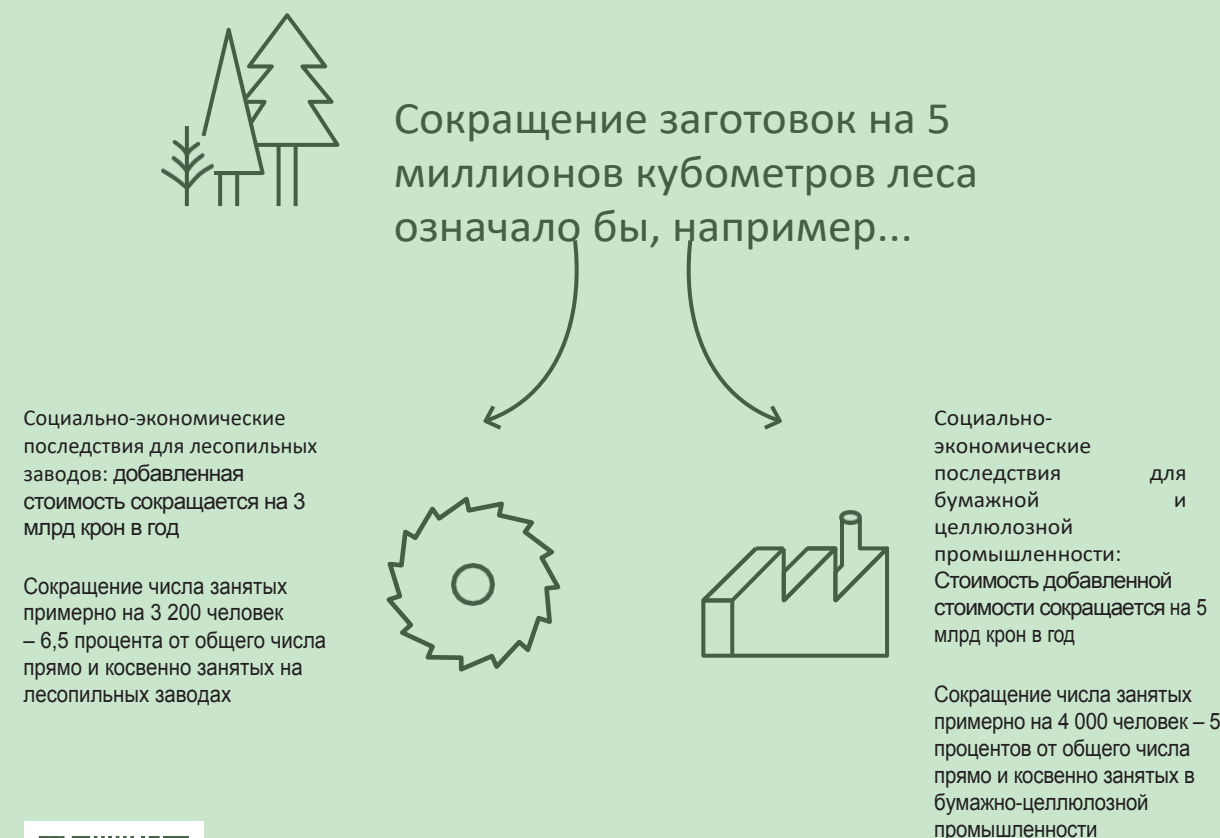 Сокращение заготовок на 5
миллионов кубометров леса
означало бы, например...
Социально-экономические
последствия для лесопильных
заводов: добавленная
стоимость сокращается на 3
млрд крон в год
Сокращение числа занятых
примерно на 3 200 человек
– 6,5 процента от общего числа
прямо и косвенно занятых на
лесопильных заводах
Социально-
экономические
последствия для
бумажной и
целлюлозной
промышленности:
Стоимость добавленной
стоимости сокращается на 5
млрд крон в год
Сокращение числа занятых
примерно на 4 000 человек – 5
процентов от общего числа
прямо и косвенно занятых в
бумажно-целлюлозной
промышленности